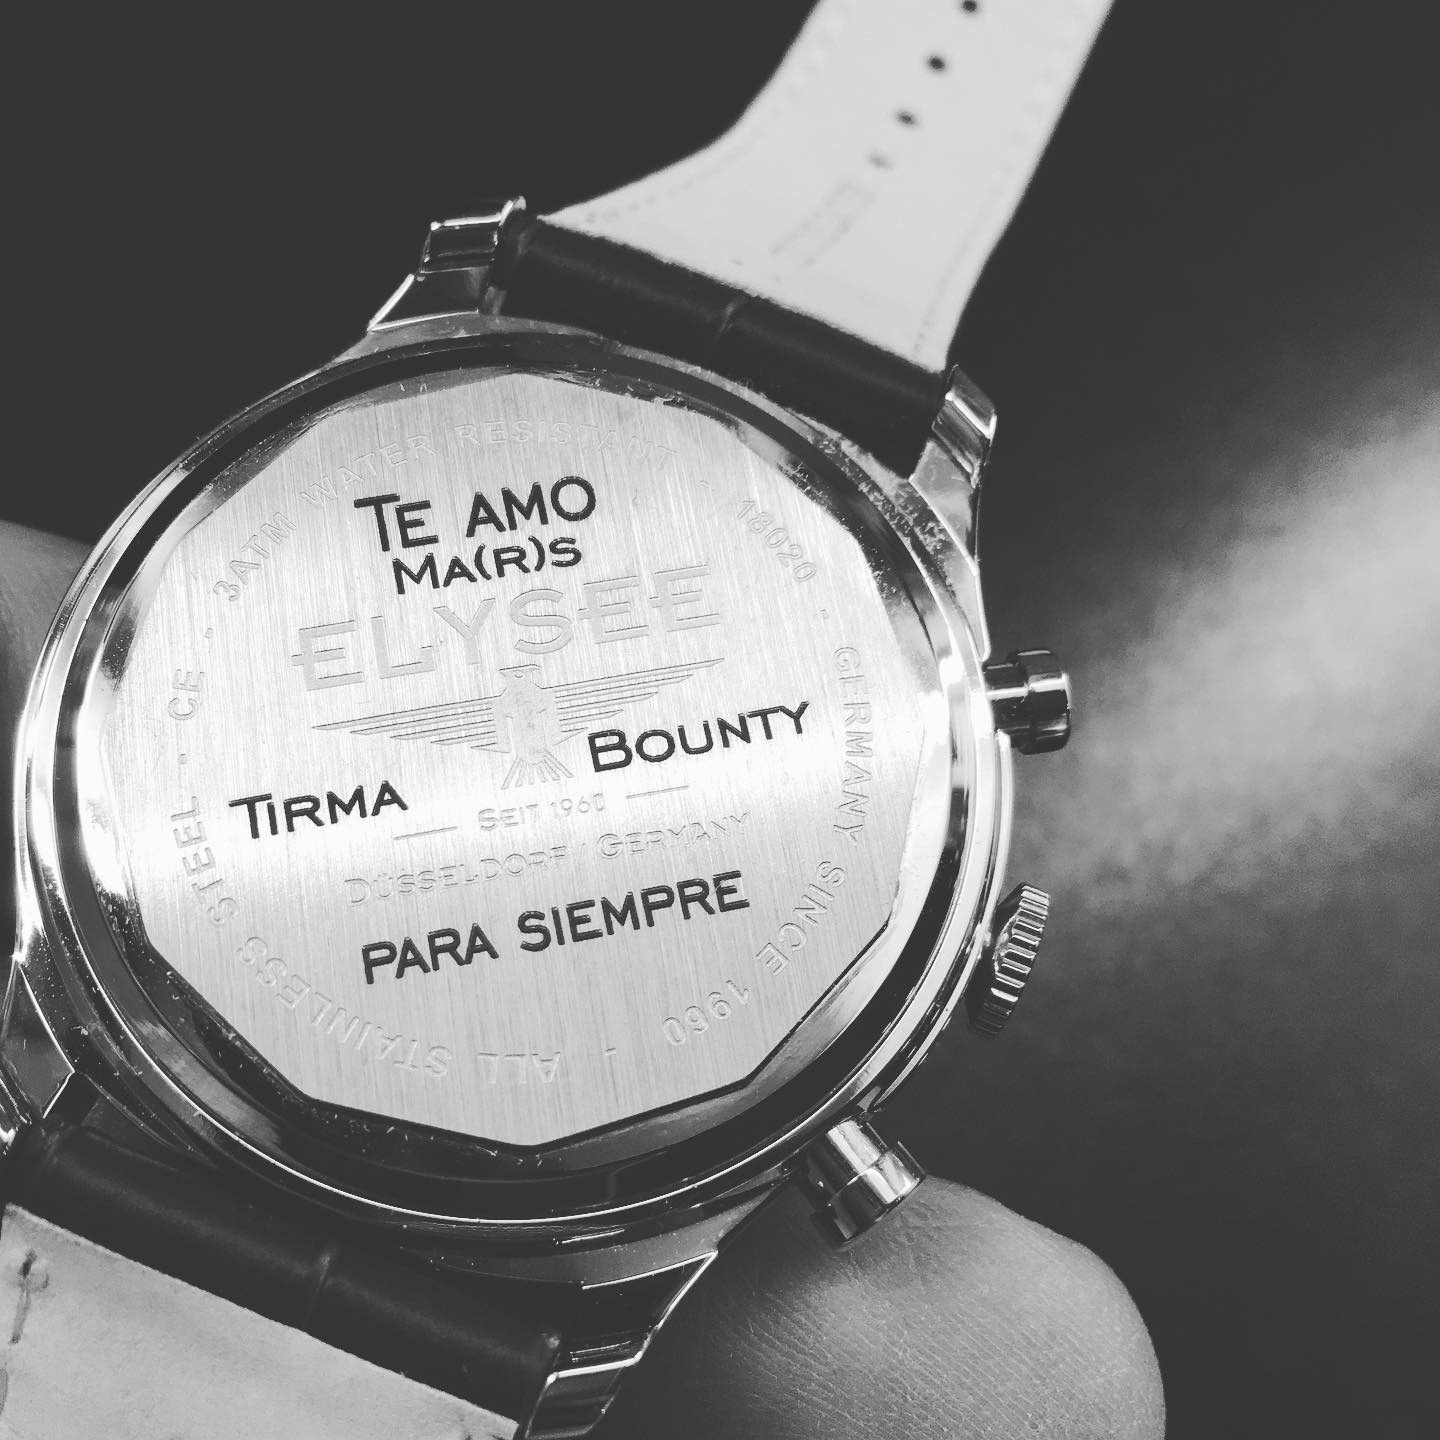 3ATM WATER RESISTANT
TE AMO
MA(R)S
ELYSEE
BOUNTY
TIRMA
SEIT 1960
DÜSSELDORF / GERMANY
PARA SIEMPRE
18020 - GERMANY SINCE 1960 - ALL STAINLESS STEEL - CE -